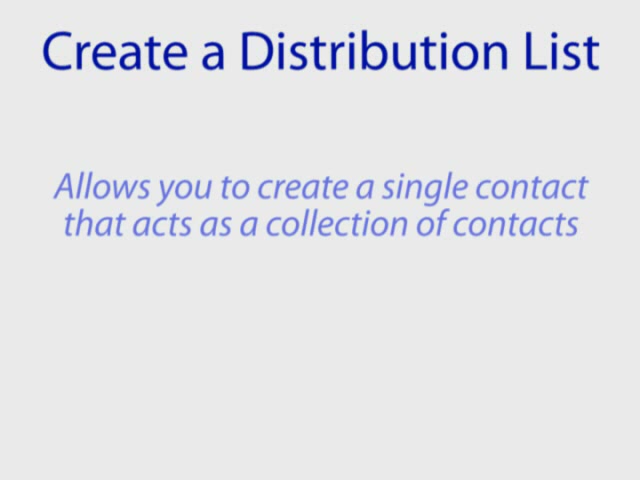 Create a Distribution List
Allows you to create a single contact
that acts as a collection of contacts